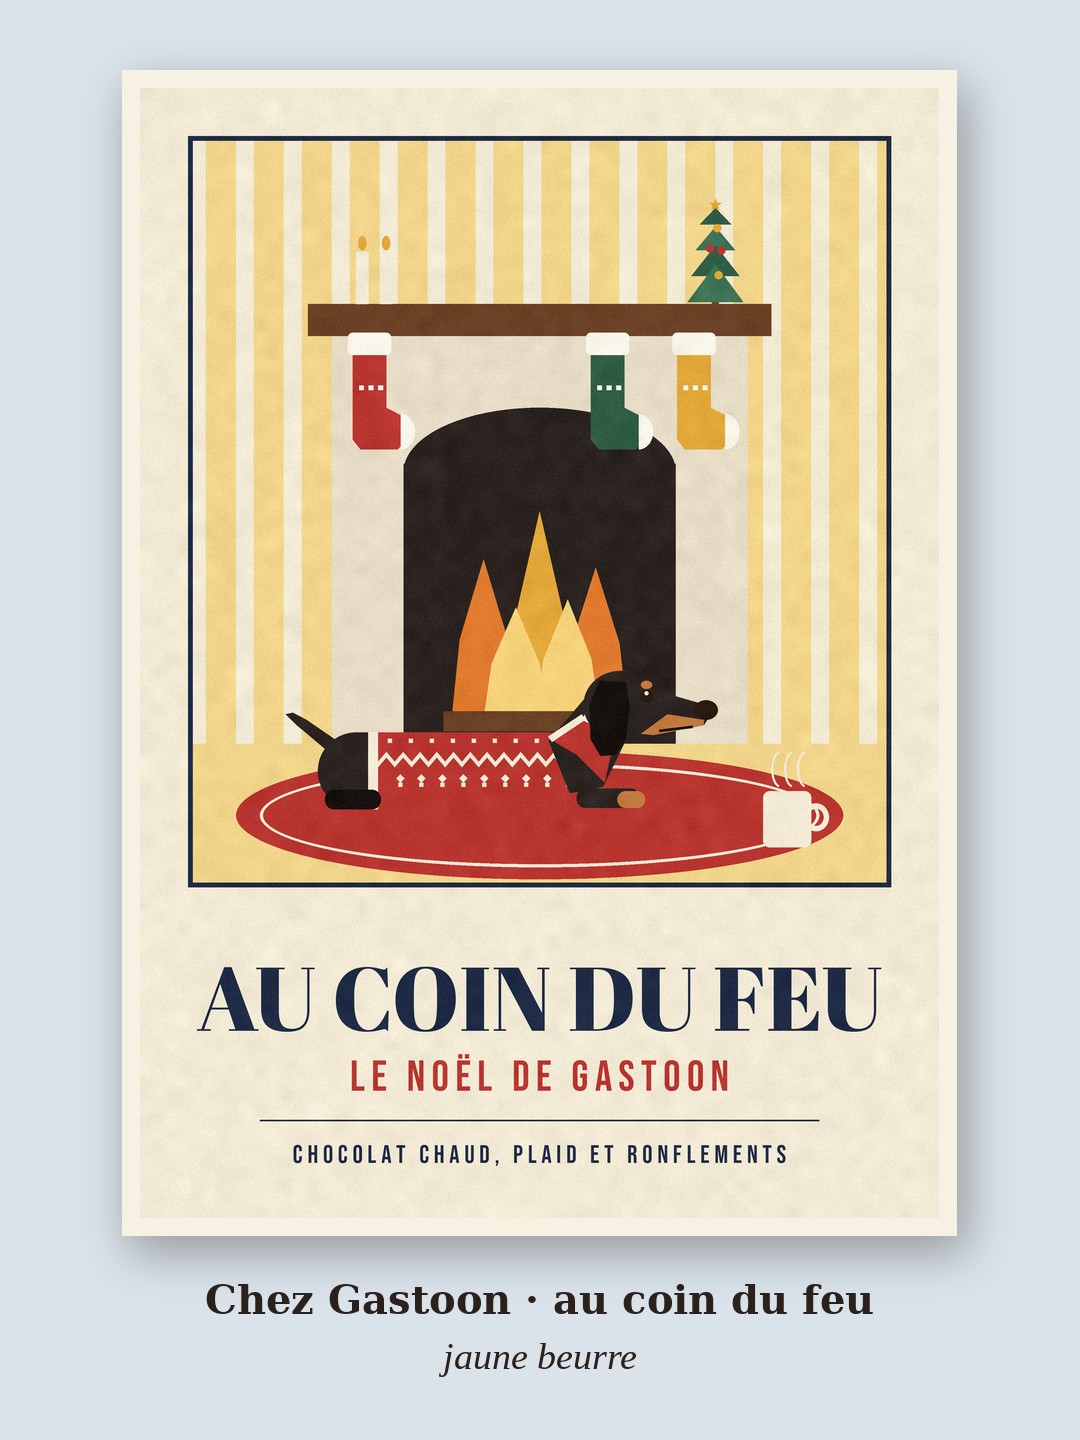 AU COIN DU FEU
LE NOËL DE GASTOON
CHOCOLAT CHAUD, PLAID ET RONFLEMENTS
Chez Gastoon · au coin du feu
jaune beurre